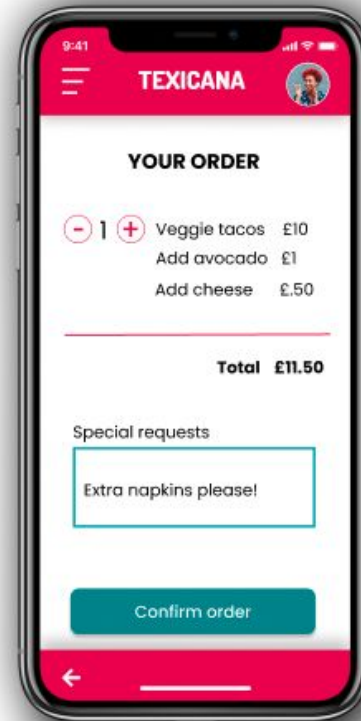 9:41
TEXICANA
YOUR ORDER
- 1 + Veggie tacos £10
Add avocado £1
Add cheese £.50
Total £11.50
Special requests
Extra napkins please!
Confirm order